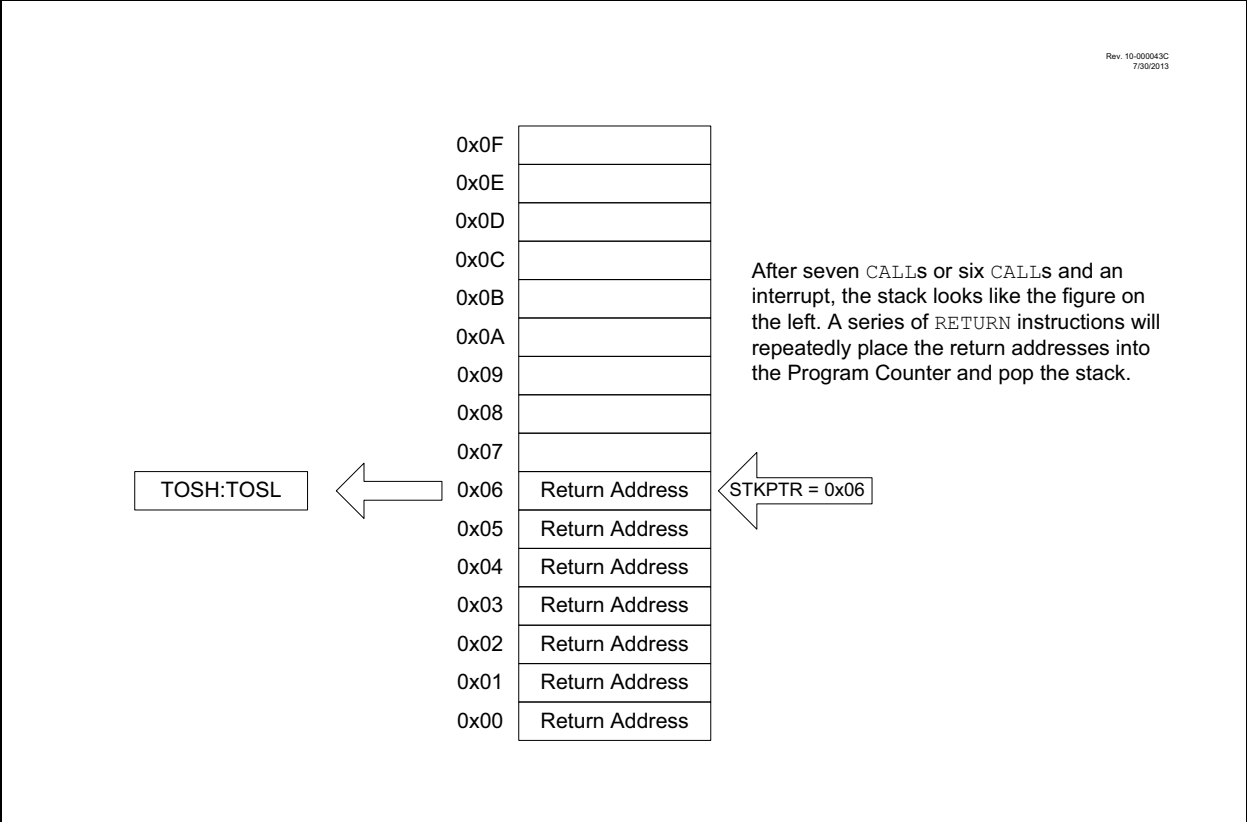 Rev. 10-000043C
7/30/2013
0x0F
0x0E
0x0D
0x0C
0x0B
0x0A
0x09
0x08
0x07
After seven CALLs or six CALLs and an
interrupt, the stack looks like the figure on
the left. A series of RETURN instructions will
repeatedly place the return addresses into
the Program Counter and pop the stack.
TOSH:TOSL
0x06 Return Address
STKPTR = 0x06
0x05 Return Address
0x04 Return Address
0x03 Return Address
0x02 Return Address
0x01 Return Address
0x00 Return Address